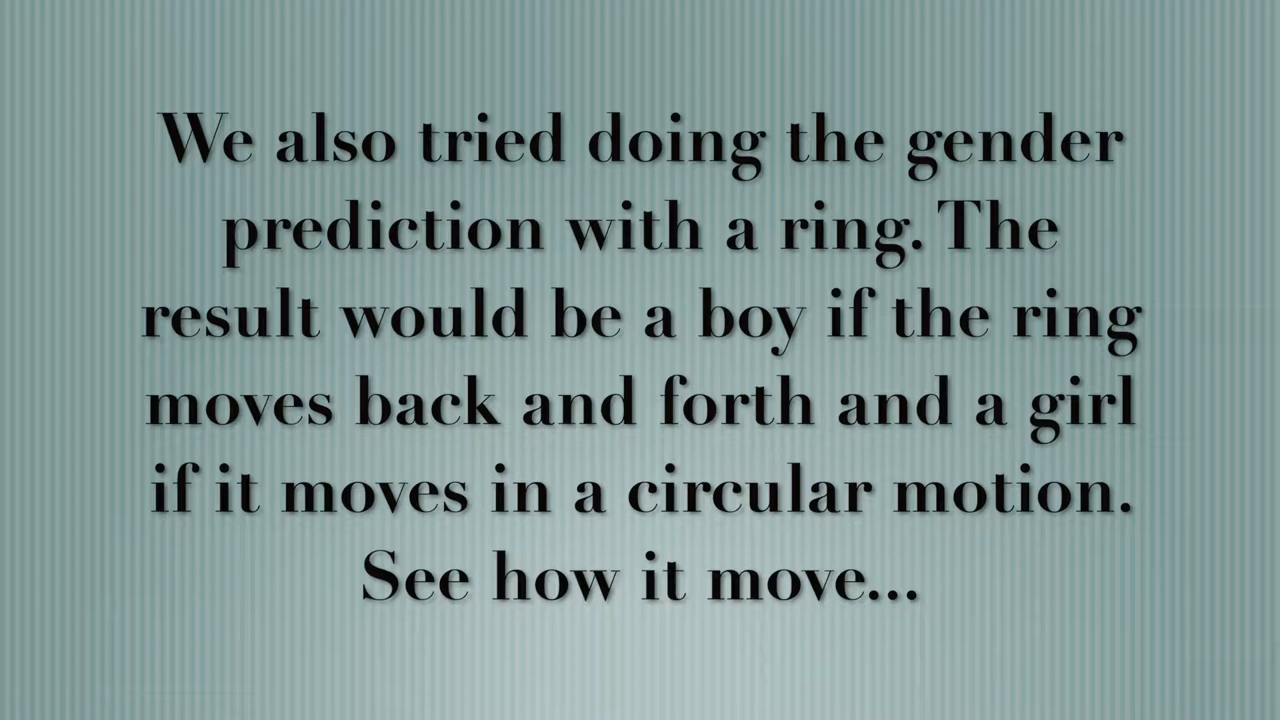 We also tried doing the gender
prediction with a ring. The
result would be a boy if the ring
moves back and forth and a girl
if it moves in a circular motion.
See how it move...